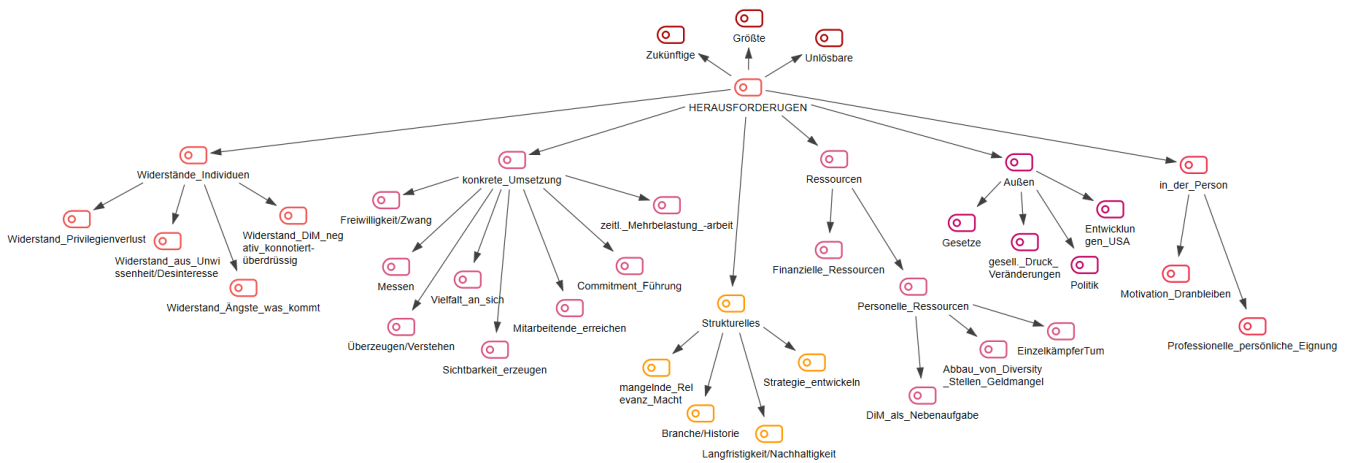 Größte
Zukünftige
Unlösbare
HERAUSFORDERUGEN
Widerstände_Individuen
konkrete_Umsetzung
Ressourcen
Außen
in_der_Person
Freiwilligkeit/Zwang
zeitl._Mehrbelastung_-arbeit
Widerstand_Privilegienverlust
Widerstand_DiM_neg
ativ_konnotiert-
überdrüssig
Widerstand_aus_Unwi
ssenheit/Desinteresse
Widerstand_Ängste_was_kommt
Messen
Vielfalt_an_sich
Commitment_Führung
Mitarbeitende_erreichen
Überzeugen/Verstehen
Sichtbarkeit_erzeugen
Finanzielle_Ressourcen
Personelle_Ressourcen
Gesetze
gesell._Druck_
Veränderungen
Entwicklun
gen_USA
Politik
Motivation_Dranbleiben
Professionelle_persönliche_Eignung
Strukturelles
mangelnde_Rel
evanz_Macht
Strategie_entwickeln
Branche/Historie
Langfristigkeit/Nachhaltigkeit
EinzelkämpferTum
Abbau_von_Diversity
_Stellen_Geldmangel
DiM_als_Nebenaufgabe